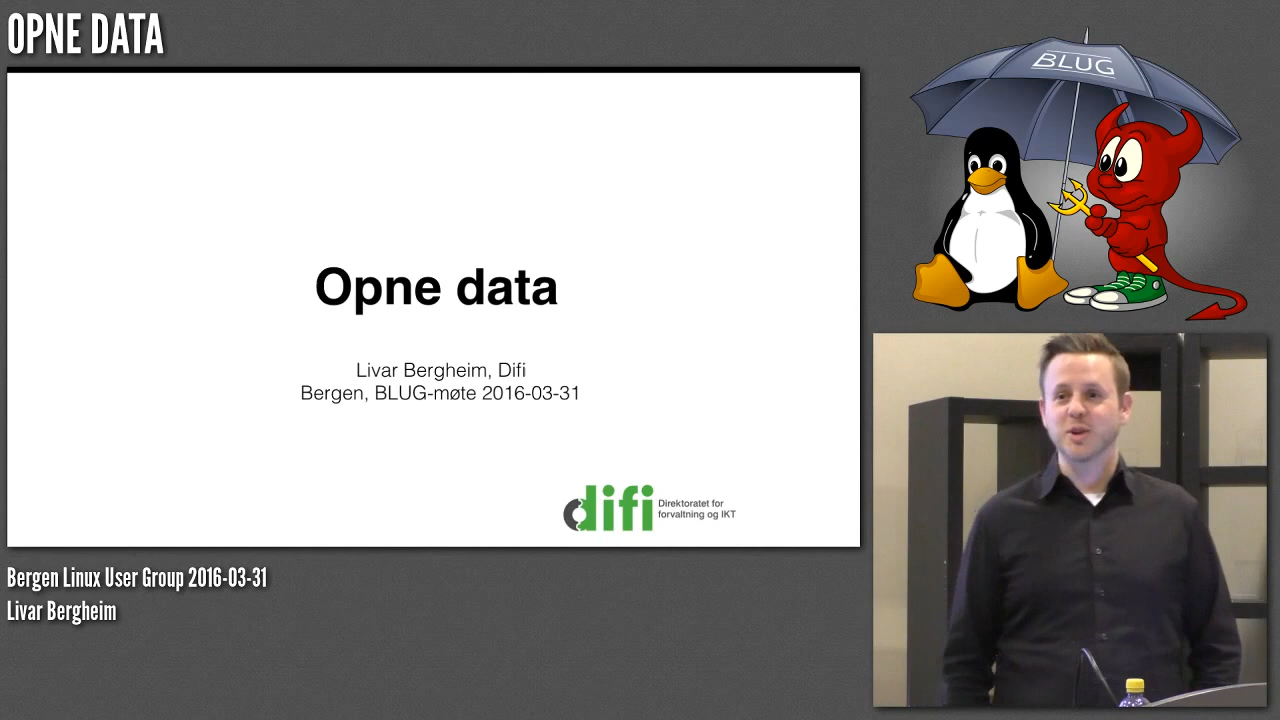 OPNE DATA
BLUG
Opne data
Livar Bergheim, Difi
Bergen, BLUG-møte 2016-03-31
difi
Direktoratet for
forvaltning og IKT
Bergen Linux User Group 2016-03-31
Livar Bergheim